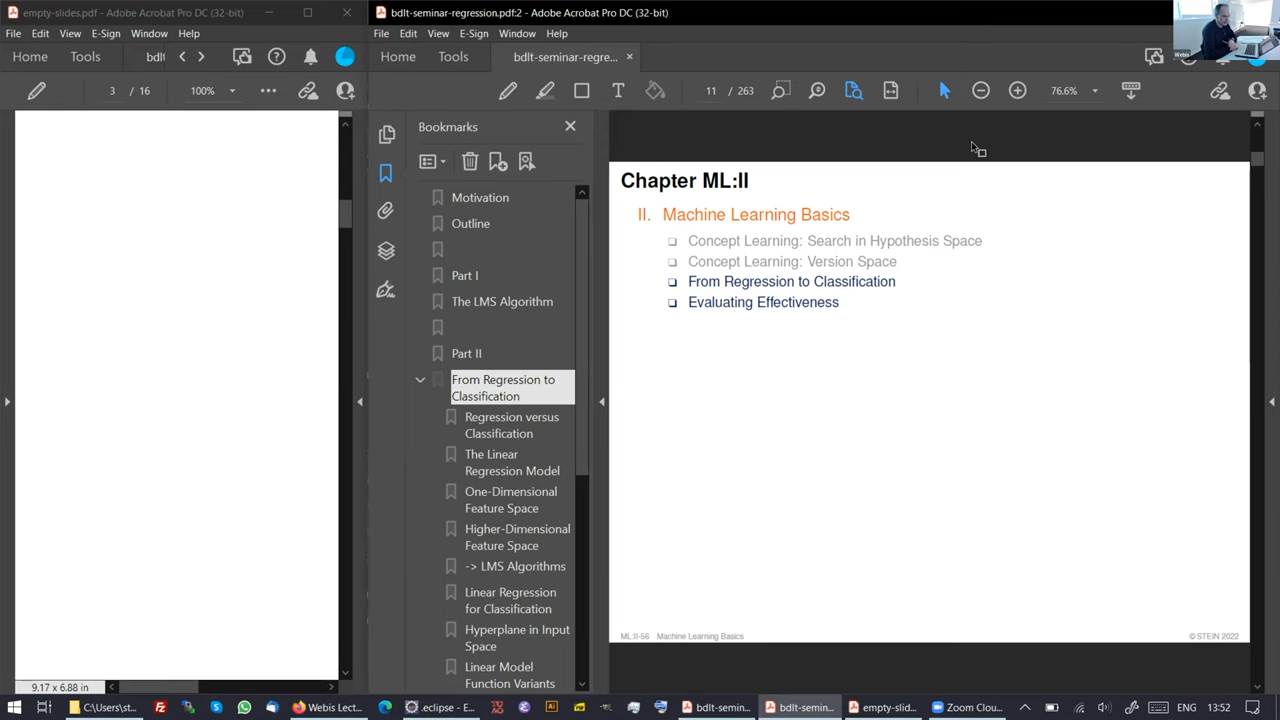 empty-slides.pdf - Adobe Acrobat Pro DC (32-bit)
File Edit View E-Sign Window Help
Home Tools bdl
3 / 16 100%
9.17 x 6.88 in
bdlt-seminar-regression.pdf:2 - Adobe Acrobat Pro DC (32-bit)
File Edit View E-Sign Window Help
Home Tools bdlt-seminar-regre...
11 / 263 76.6%
Bookmarks
Motivation
Outline
Part I
The LMS Algorithm
Part II
From Regression to
Classification
Regression versus
Classification
The Linear
Regression Model
One-Dimensional
Feature Space
Higher-Dimensional
Feature Space
-> LMS Algorithms
Linear Regression
for Classification
Hyperplane in Input
Space
Linear Model
Function Variants
Chapter ML:II
II. Machine Learning Basics
Concept Learning: Search in Hypothesis Space
Concept Learning: Version Space
From Regression to Classification
Evaluating Effectiveness
ML:II-56 Machine Learning Basics
© STEIN 2022
Webis
C:\Users\st...
Webis Lect...
.eclipse - E...
bdlt-semin...
bdlt-semin...
empty-slid...
Zoom Clou...
ENG 13:52